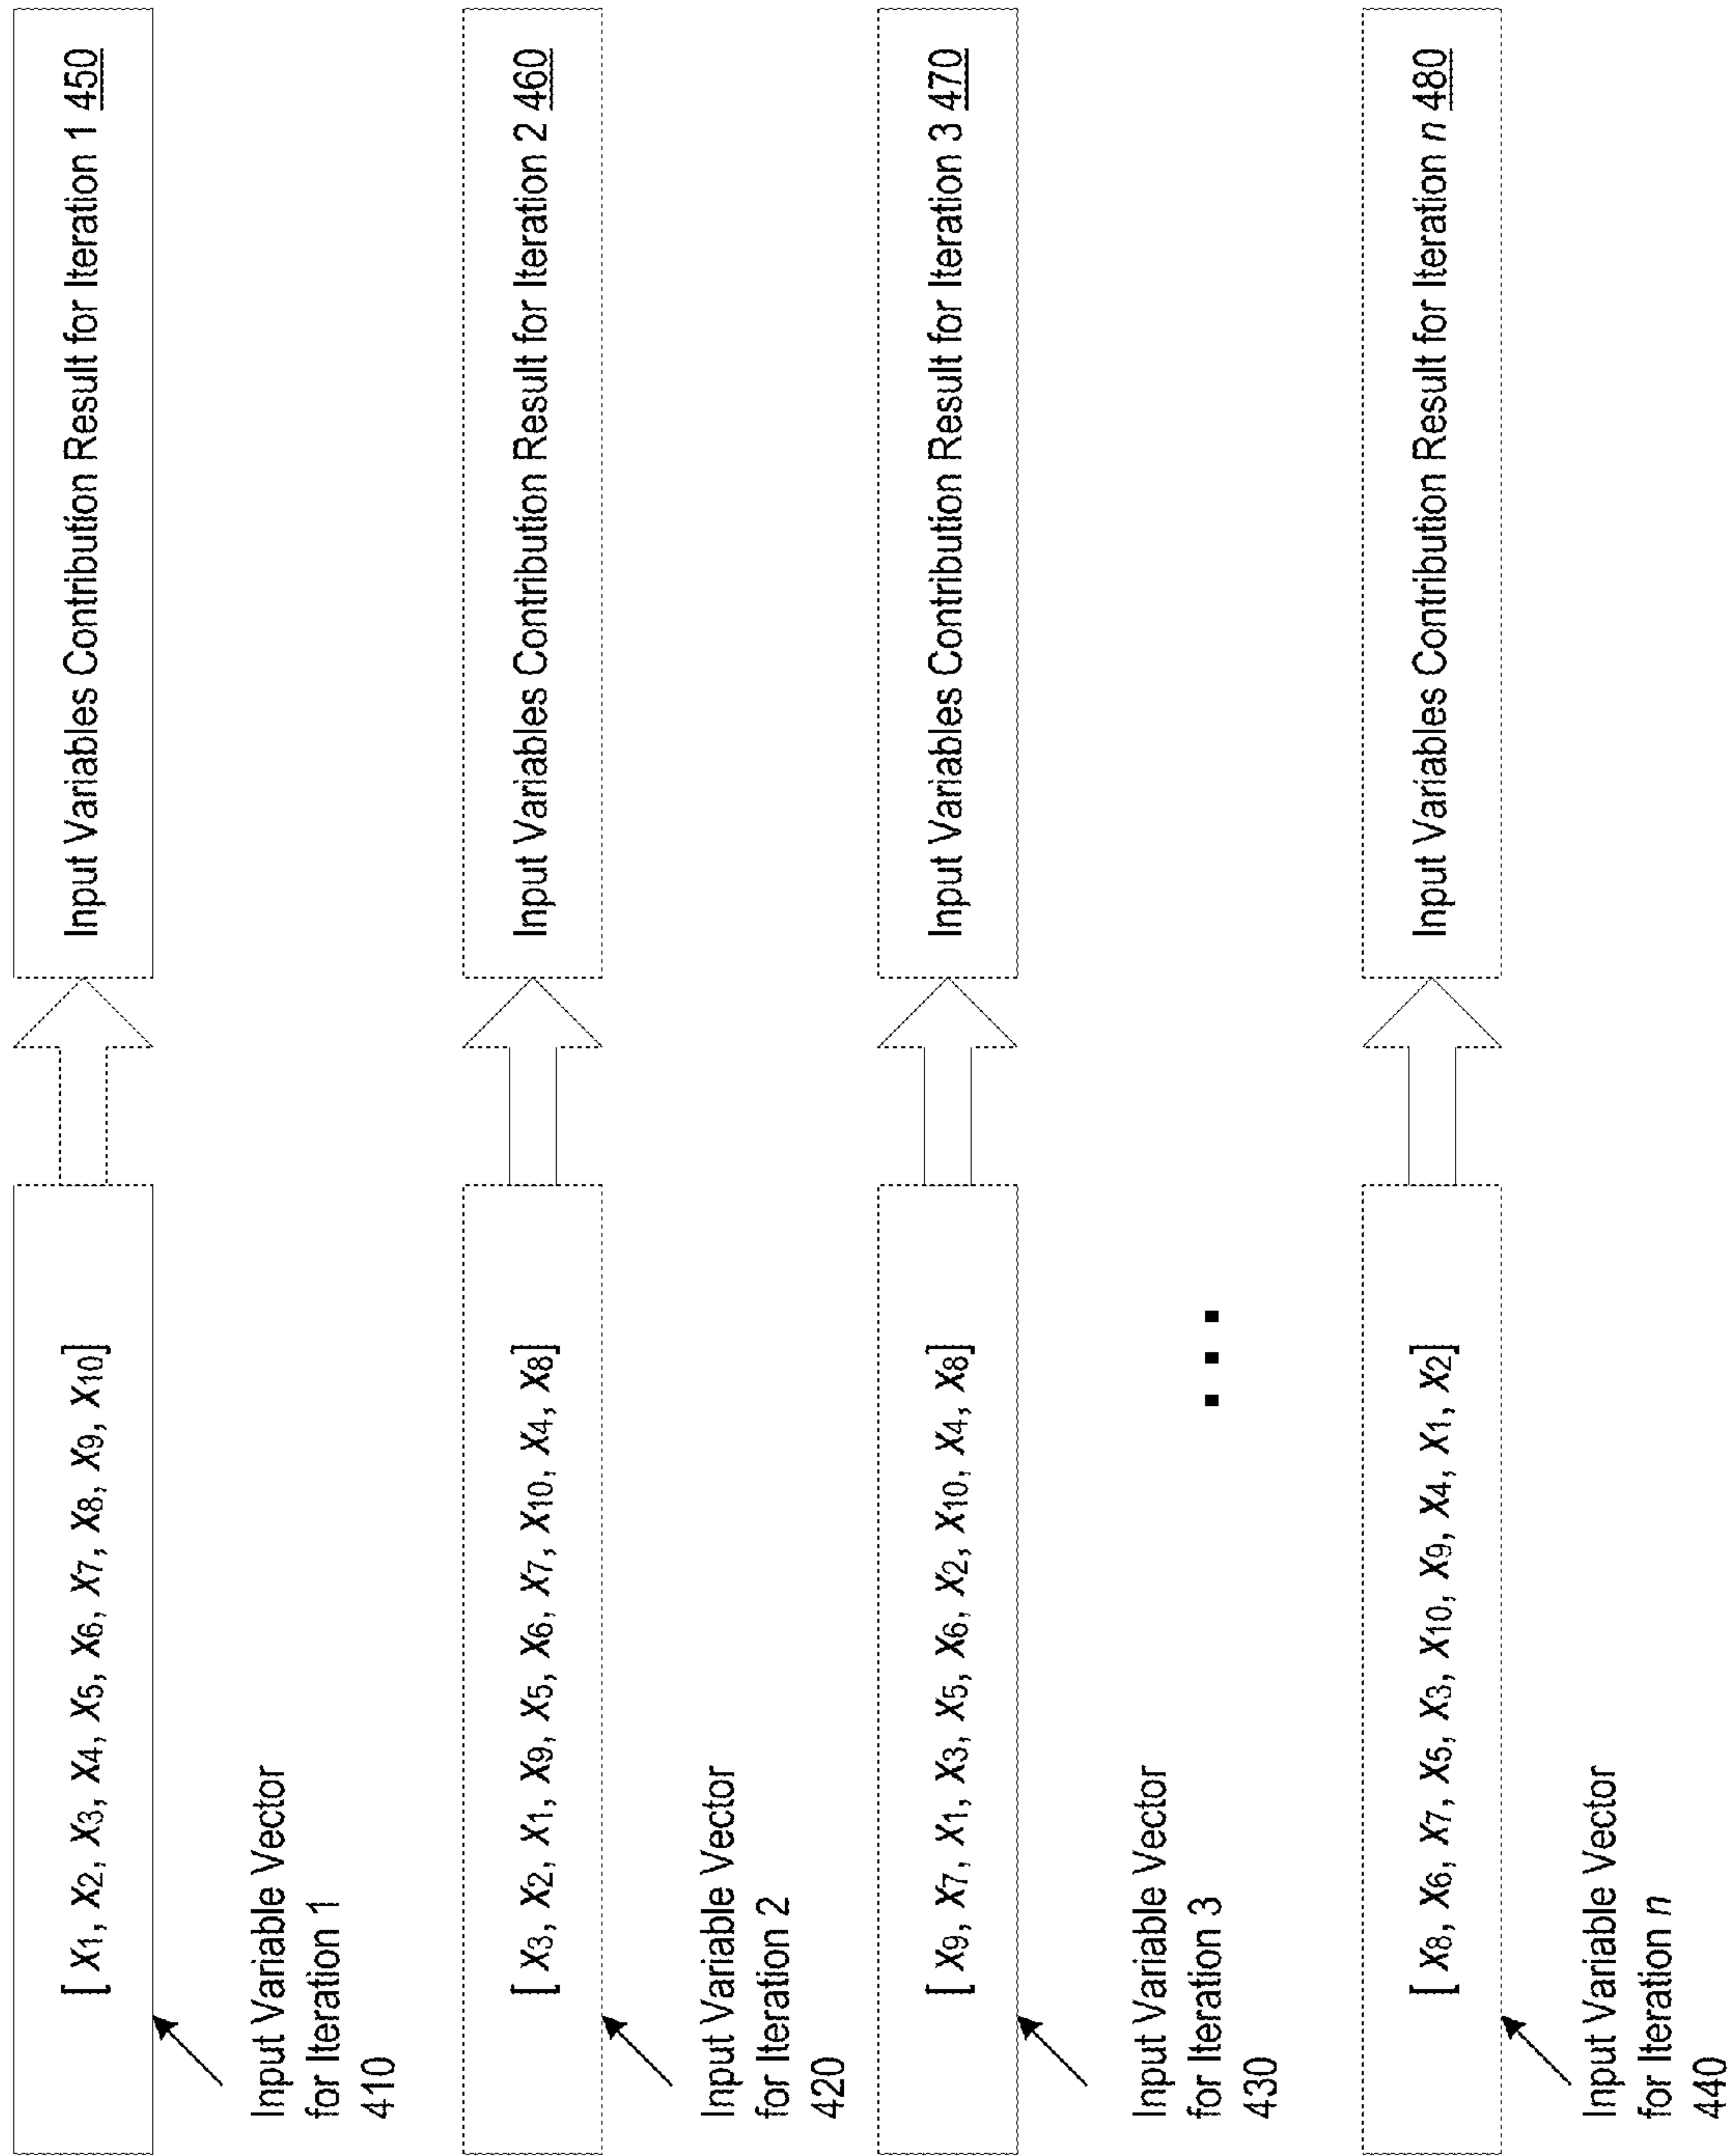 [ X1, X2, X3, X4, X5, X6, X7, X8, X9, X10]
Input Variables Contribution Result for Iteration 1 450
Input Variable Vector
for Iteration 1
410
[ X3, X2, X1, X9, X5, X6, X7, X10, X4, X8]
Input Variables Contribution Result for Iteration 2 460
Input Variable Vector
for Iteration 2
420
[ X9, X7, X1, X3, X5, X6, X2, X10, X4, X8]
Input Variables Contribution Result for Iteration 3 470
Input Variable Vector
for Iteration 3
430
...
[ X8, X6, X7, X5, X3, X10, X9, X4, X1, X2]
Input Variables Contribution Result for Iteration n 480
Input Variable Vector
for Iteration n
440